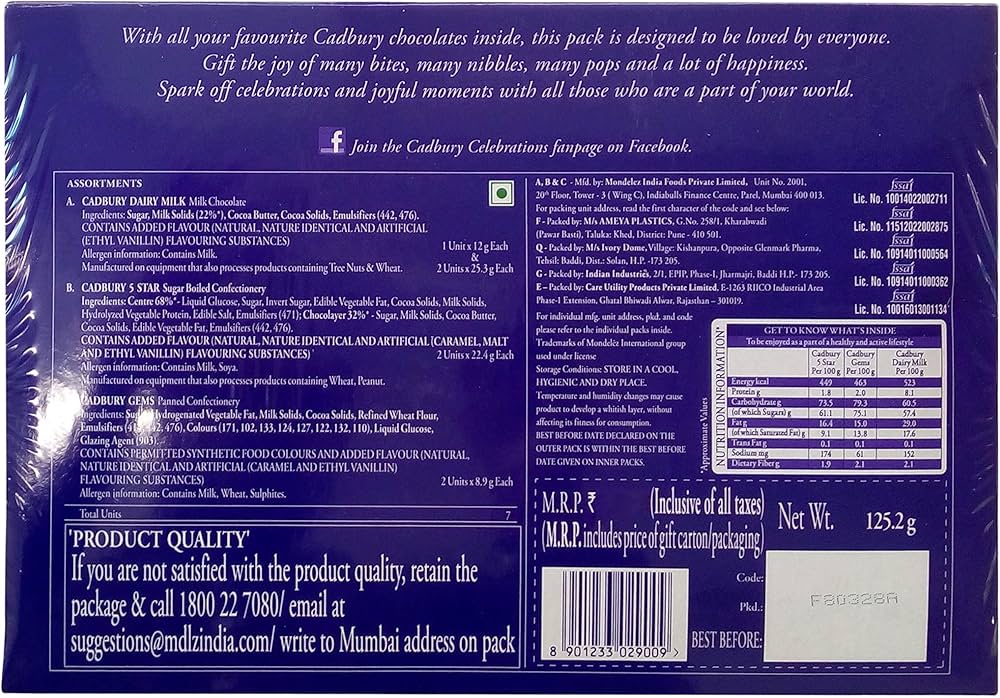 With all your favourite Cadbury chocolates inside, this pack is designed to be loved by everyone.
Gift the joy of many bites, many nibbles, many pops and a lot of happiness.
Spark off celebrations and joyful moments with all those who are a part of your world.
f Join the Cadbury Celebrations fanpage on Facebook.
ASSORTMENTS
A. CADBURY DAIRY MILK Milk Chocolate
Ingredients: Sugar, Milk Solids (22%*), Cocoa Butter, Cocoa Solids, Emulsifiers (442, 476).
CONTAINS ADDED FLAVOUR (NATURAL, NATURE IDENTICAL AND ARTIFICIAL
(ETHYL VANILLIN) FLAVOURING SUBSTANCES)
Allergen information: Contains Milk.
Manufactured on equipment that also processes products containing Tree Nuts & Wheat.
1 Unit x 12 g Each
&
2 Units x 25.3 g Each
B. CADBURY 5 STAR Sugar Boiled Confectionery
Ingredients: Centre 68%*- Liquid Glucose, Sugar, Invert Sugar, Edible Vegetable Fat, Cocoa Solids, Milk Solids,
Hydrolyzed Vegetable Protein, Edible Salt, Emulsifiers (471); Chocolayer 32%* - Sugar, Milk Solids, Cocoa Butter,
Cocoa Solids, Edible Vegetable Fat, Emulsifiers (442, 476).
CONTAINS ADDED FLAVOUR (NATURAL, NATURE IDENTICAL AND ARTIFICIAL (CARAMEL, MALT
AND ETHYL VANILLIN) FLAVOURING SUBSTANCES) 2 Units x 22.4 g Each
Allergen information: Contains Milk, Soya.
Manufactured on equipment that also processes products containing Wheat, Peanut.
CADBURY GEMS Panned Confectionery
Ingredients: Hydrogenated Vegetable Fat, Milk Solids, Cocoa Solids, Refined Wheat Flour,
Emulsifiers 476), Colours (171, 102, 133, 124, 127, 122, 132, 110), Liquid Glucose,
Glazing Agent (903).
CONTAINS PERMITTED SYNTHETIC FOOD COLOURS AND ADDED FLAVOUR (NATURAL,
NATURE IDENTICAL AND ARTIFICIAL (CARAMEL AND ETHYL VANILLIN)
FLAVOURING SUBSTANCES) 2 Units x 8.9 g Each
Allergen information: Contains Milk, Wheat, Sulphites.
Total Units 7
'PRODUCT QUALITY'
If you are not satisfied with the product quality, retain the
package & call 1800 22 7080/ email at
suggestions@mdlzindia.com/ write to Mumbai address on pack
A, B & C - Mfd. by: Mondelez India Foods Private Limited, Unit No. 2001,
20th Floor, Tower - 3 ( Wing C), Indiabulls Finance Centre, Parel, Mumbai 400 013.
For packing unit address, read the first character of the code and see below:
F - Packed by: M/s AMEYA PLASTICS, G.No. 258/1, Kharabwadi
(Pawar Basti), Taluka: Khed, District: Pune - 410 501.
Q - Packed by: M/s Ivory Dome, Village: Kishanpura, Opposite Glenmark Pharma,
Tehsil: Baddi, Dist.: Solan, H.P. -173 205.
G - Packed by: Indian Industries, 2/1, EPIP, Phase-I, Jharmajri, Baddi H.P.- 173 205.
E – Packed by: Care Utility Products Private Limited, E-1263 RIICO Industrial Area
Phase-I Extension, Ghatal Bhiwadi Alwar, Rajasthan – 301019.
fssai
Lic. No. 10014022002711
fssai
Lic. No. 11512022002875
fssai
Lic. No. 10914011000564
fssai
Lic. No. 10914011000362
fssai
Lic. No. 10016013001134
For individual mfg. unit address, pkd. and code
please refer to the individual packs inside.
Trademarks of Mondelēz International group
used under license
Storage Conditions: STORE IN A COOL,
HYGIENIC AND DRY PLACE.
Temperature and humidity changes may cause
product to develop a whitish layer, without
affecting its fitness for consumption.
BEST BEFORE DATE DECLARED ON THE
OUTER PACK IS WITHIN THE BEST BEFORE
DATE GIVEN ON INNER PACKS.
*Approximate Values
NUTRITION INFORMATION*
GET TO KNOW WHAT'S INSIDE
To be enjoyed as a part of a healthy and active lifestyle
Cadbury 5 Star Per 100 g Cadbury Gems Per 100 g Cadbury Dairy Milk Per 100 g
Energy kcal 449 463 523
Protein g 1.8 2.0 8.1
Carbohydrate g 73.5 79.3 60.5
(of which Sugars) g 61.1 75.1 57.4
Fat g 16.4 15.0 29.0
(of which Saturated Fat) g 9.1 13.8 17.6
Trans Fat g 0.1 0.1 0.1
Sodium mg 174 61 152
Dietary Fiber g 1.9 2.1 2.1
M.R.P. ₹ (Inclusive of all taxes)
(M.R.P. includes price of gift carton/packaging)
Net Wt. 125.2 g
8 901233 029009 >
Code:
Pkd.: F80328A
BEST BEFORE: